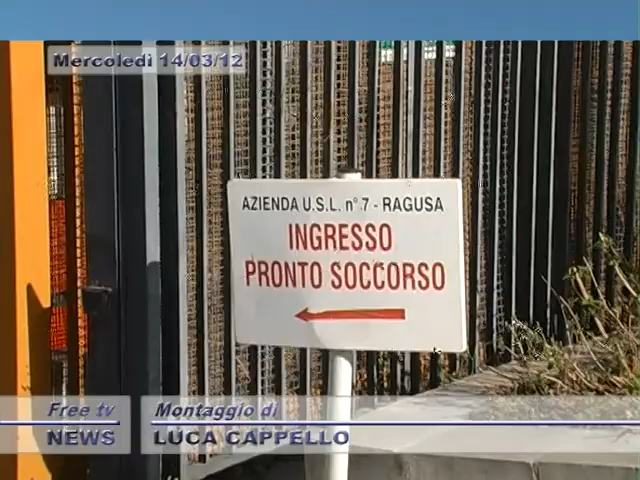 Mercoledì 14/03/12
AZIENDA U.S.L. n° 7 - RAGUSA
INGRESSO
PRONTO SOCCORSO
Free tv
NEWS
Montaggio di
LUCA CAPPELLO